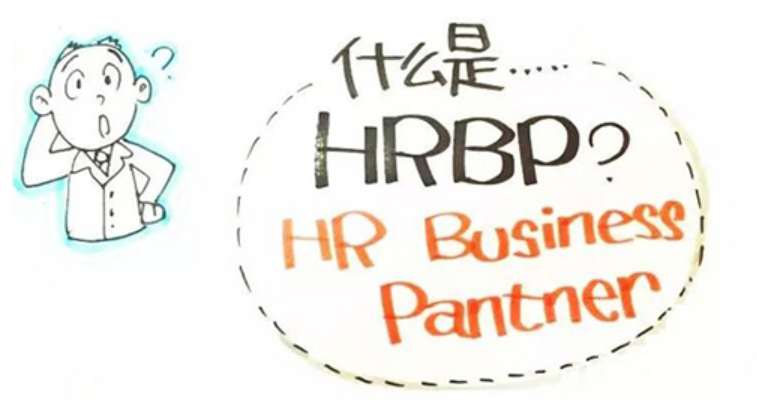 什么是......
HRBP?
HR Business
Pantner
?